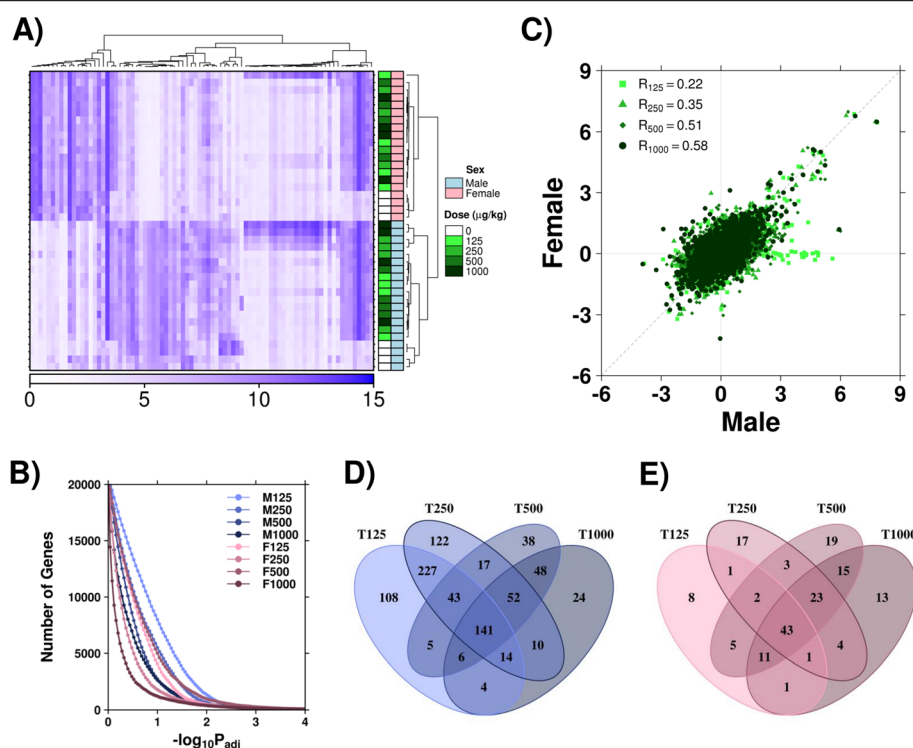 A)
Sex
Male
Female
Dose (µg/kg)
0
125
250
500
1000
0 5 10 15
C)
R125 = 0.22
R250 = 0.35
R500 = 0.51
R1000 = 0.58
9
6
3
0
-3
-6
Female
-6 -3 0 3 6 9
Male
B)
20000
15000
10000
5000
0
Number of Genes
M125
M250
M500
M1000
F125
F250
F500
F1000
0 1 2 3 4
-log10Padj
D)
T250 T500
T125 T1000
122 38
227 17 48
108 43 52 24
141
5 10
6 14
4
E)
T250 T500
T125 T1000
17 19
1 3 15
8 2 23 13
43
5 4
11 1
1